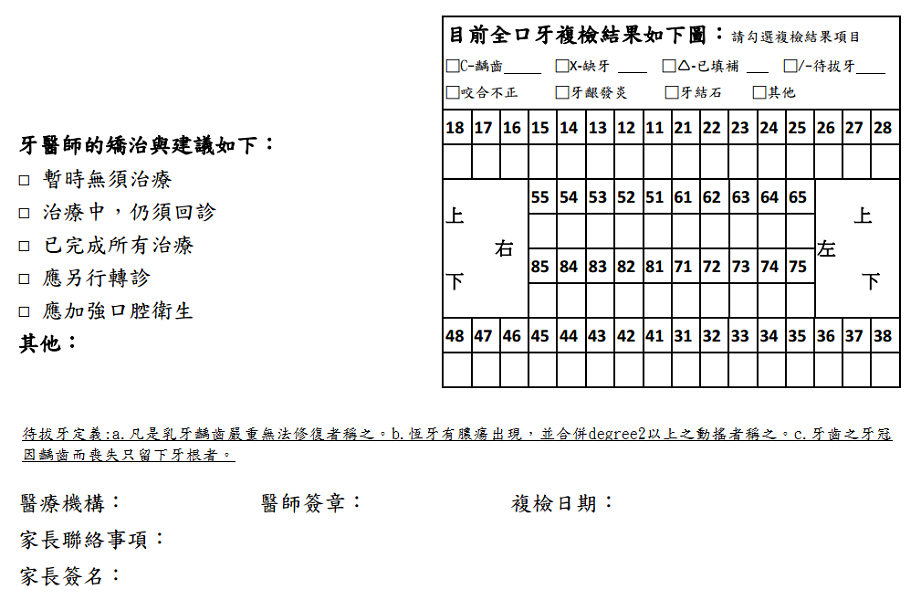 目前全口牙複檢結果如下圖：請勾選複檢結果項目
□C-齲齒_____ □X-缺牙 ____ □△-已填補 ___ □/-待拔牙____
□咬合不正 □牙齦發炎 □牙結石 □其他
18 17 16 15 14 13 12 11 21 22 23 24 25 26 27 28
55 54 53 52 51 61 62 63 64 65
上 上
右 左
85 84 83 82 81 71 72 73 74 75
下 下
48 47 46 45 44 43 42 41 31 32 33 34 35 36 37 38
牙醫師的矯治與建議如下：
□ 暫時無須治療
□ 治療中，仍須回診
□ 已完成所有治療
□ 應另行轉診
□ 應加強口腔衛生
其他：
待拔牙定義:a.凡是乳牙齲齒嚴重無法修復者稱之。b.恆牙有膿瘍出現，並合併degree2以上之動搖者稱之。c.牙齒之牙冠
因齲齒而喪失只留下牙根者。
醫療機構： 醫師簽章： 複檢日期：
家長聯絡事項：
家長簽名：